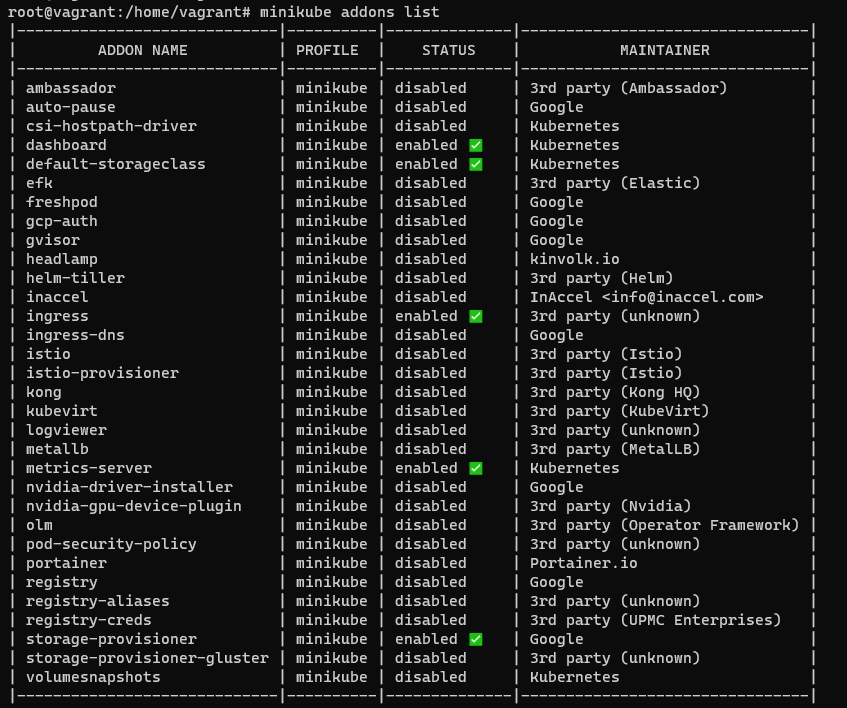 root@vagrant:/home/vagrant# minikube addons list
|-----------------------------|----------|--------------|--------------------------------|
|         ADDON NAME          | PROFILE  |    STATUS    |           MAINTAINER           |
|-----------------------------|----------|--------------|--------------------------------|
| ambassador                  | minikube | disabled     | 3rd party (Ambassador)         |
| auto-pause                  | minikube | disabled     | Google                         |
| csi-hostpath-driver         | minikube | disabled     | Kubernetes                     |
| dashboard                   | minikube | enabled ✅   | Kubernetes                     |
| default-storageclass        | minikube | enabled ✅   | Kubernetes                     |
| efk                         | minikube | disabled     | 3rd party (Elastic)            |
| freshpod                    | minikube | disabled     | Google                         |
| gcp-auth                    | minikube | disabled     | Google                         |
| gvisor                      | minikube | disabled     | Google                         |
| headlamp                    | minikube | disabled     | kinvolk.io                     |
| helm-tiller                 | minikube | disabled     | 3rd party (Helm)               |
| inaccel                     | minikube | disabled     | InAccel <info@inaccel.com>     |
| ingress                     | minikube | enabled ✅   | 3rd party (unknown)            |
| ingress-dns                 | minikube | disabled     | Google                         |
| istio                       | minikube | disabled     | 3rd party (Istio)              |
| istio-provisioner           | minikube | disabled     | 3rd party (Istio)              |
| kong                        | minikube | disabled     | 3rd party (Kong HQ)            |
| kubevirt                    | minikube | disabled     | 3rd party (KubeVirt)           |
| logviewer                   | minikube | disabled     | 3rd party (unknown)            |
| metallb                     | minikube | disabled     | 3rd party (MetalLB)            |
| metrics-server              | minikube | enabled ✅   | Kubernetes                     |
| nvidia-driver-installer     | minikube | disabled     | Google                         |
| nvidia-gpu-device-plugin    | minikube | disabled     | 3rd party (Nvidia)             |
| olm                         | minikube | disabled     | 3rd party (Operator Framework) |
| pod-security-policy         | minikube | disabled     | 3rd party (unknown)            |
| portainer                   | minikube | disabled     | Portainer.io                   |
| registry                    | minikube | disabled     | Google                         |
| registry-aliases            | minikube | disabled     | 3rd party (unknown)            |
| registry-creds              | minikube | disabled     | 3rd party (UPMC Enterprises)   |
| storage-provisioner         | minikube | enabled ✅   | Google                         |
| storage-provisioner-gluster | minikube | disabled     | 3rd party (unknown)            |
| volumesnapshots             | minikube | disabled     | Kubernetes                     |
|-----------------------------|----------|--------------|--------------------------------|